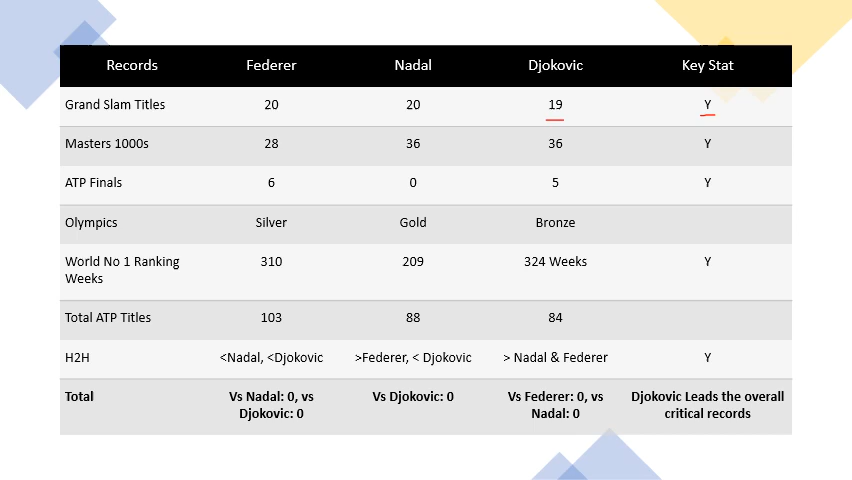 Records Federer Nadal Djokovic Key Stat
Grand Slam Titles 20 20 19 Y
Masters 1000s 28 36 36 Y
ATP Finals 6 0 5 Y
Olympics Silver Gold Bronze
World No 1 Ranking Weeks 310 209 324 Weeks Y
Total ATP Titles 103 88 84
H2H <Nadal, <Djokovic >Federer, < Djokovic > Nadal & Federer Y
Total Vs Nadal: 0, vs Djokovic: 0 Vs Djokovic: 0 Vs Federer: 0, vs Nadal: 0 Djokovic Leads the overall critical records